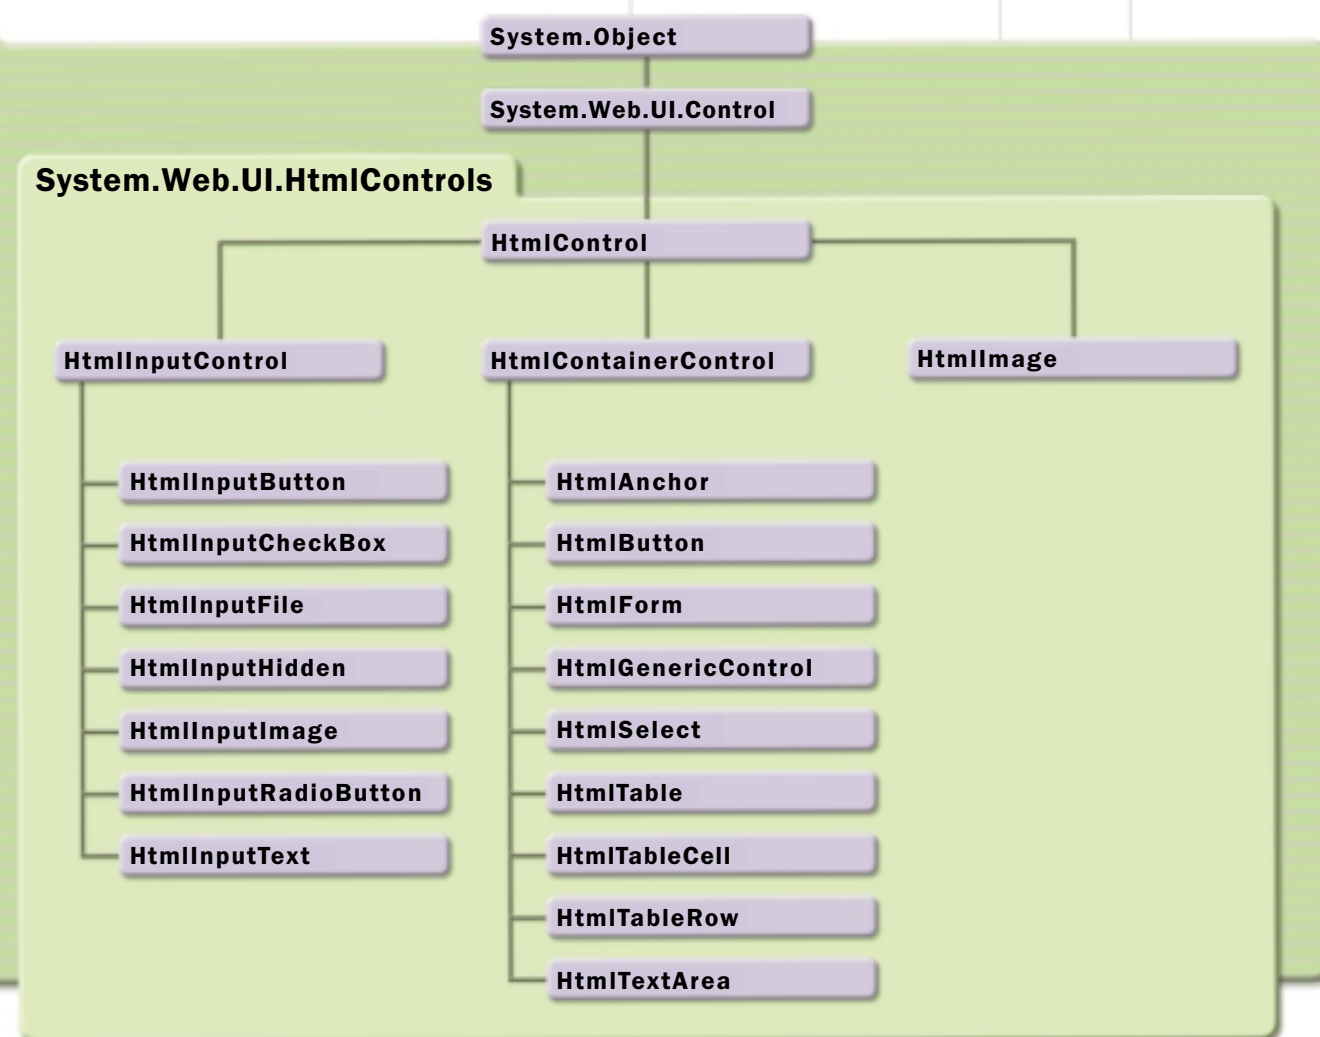 System.Object
System.Web.UI.Control
System.Web.UI.HtmlControls
HtmlControl
HtmlInputControl
HtmlContainerControl
HtmlImage
HtmlInputButton
HtmlInputCheckBox
HtmlInputFile
HtmlInputHidden
HtmlInputImage
HtmlInputRadioButton
HtmlInputText
HtmlAnchor
HtmlButton
HtmlForm
HtmlGenericControl
HtmlSelect
HtmlTable
HtmlTableCell
HtmlTableRow
HtmlTextArea